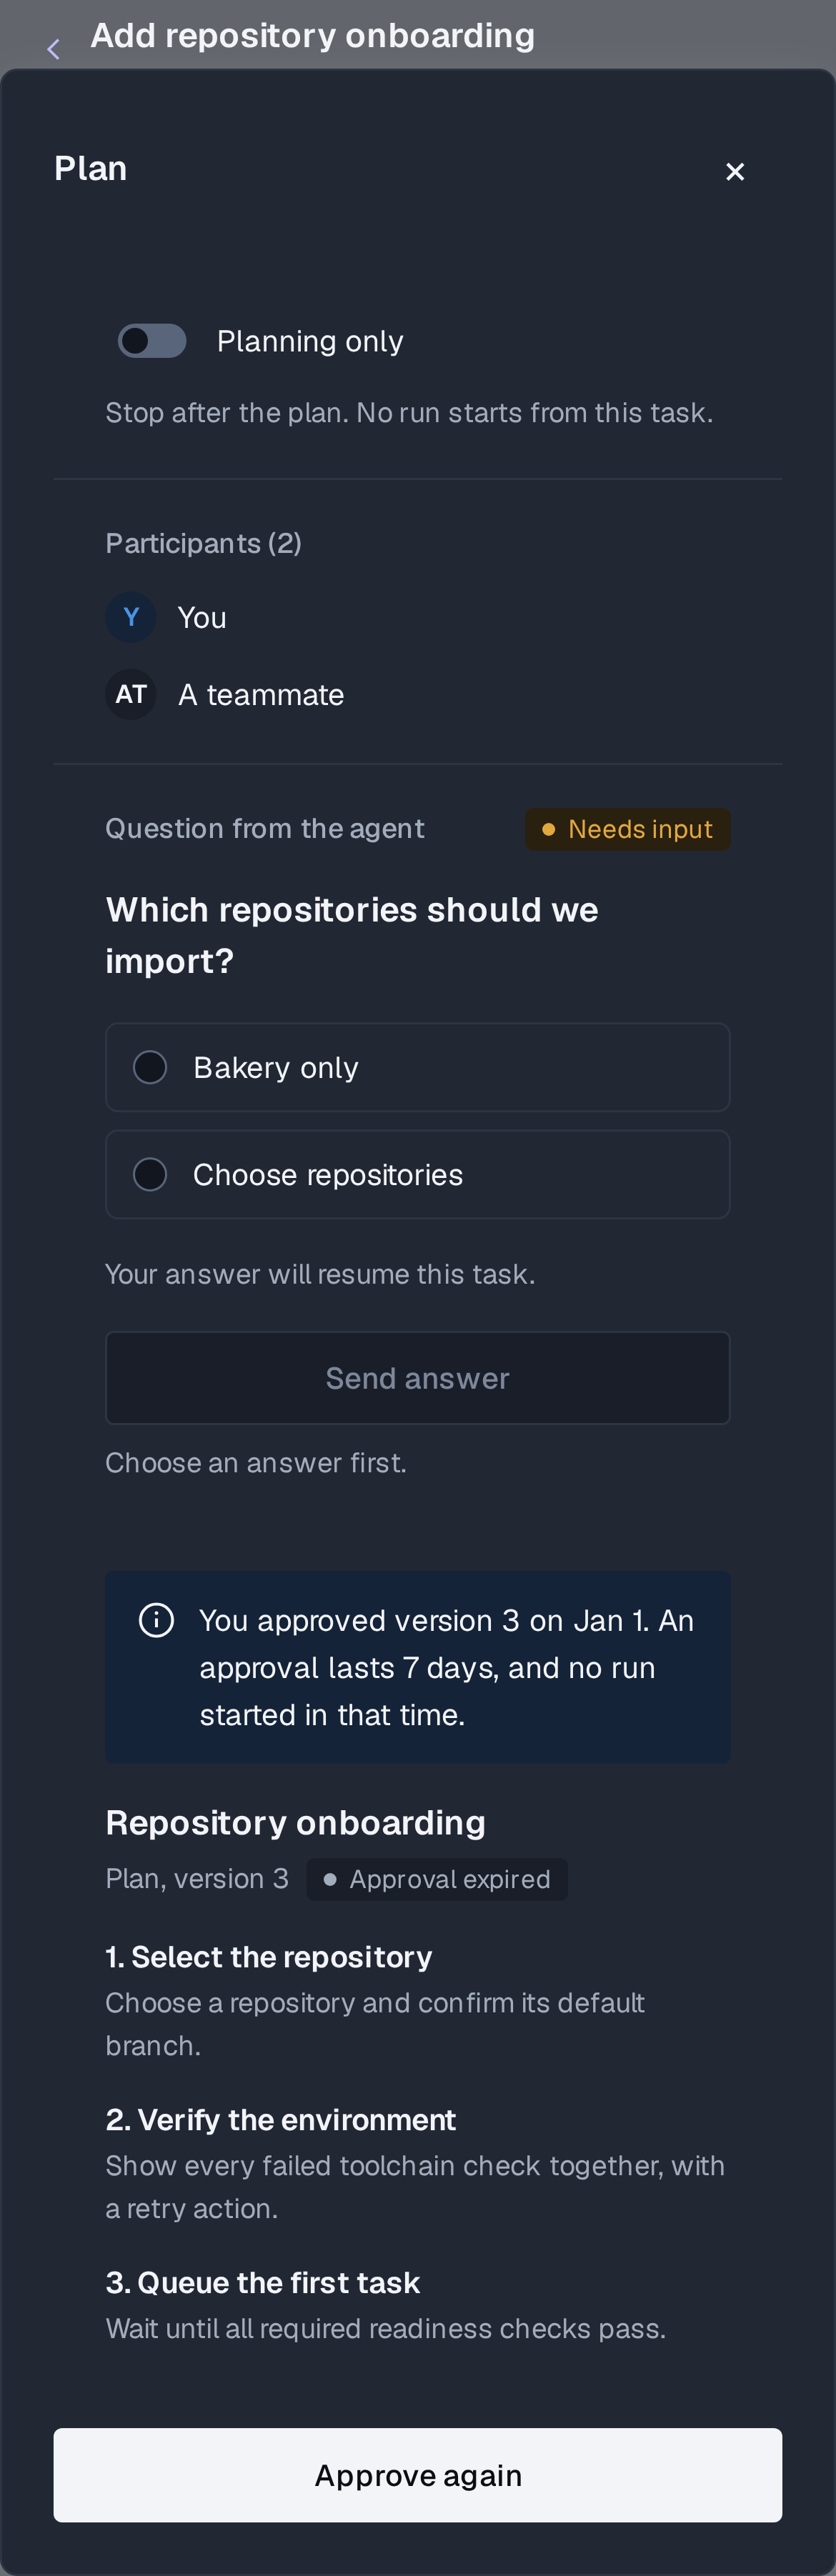 Add repository onboarding
Plan
Planning only
Stop after the plan. No run starts from this task.
Participants (2)
Y You
AT A teammate
Question from the agent Needs input
Which repositories should we
import?
Bakery only
Choose repositories
Your answer will resume this task.
Send answer
Choose an answer first.
You approved version 3 on Jan 1. An
approval lasts 7 days, and no run
started in that time.
Repository onboarding
Plan, version 3 Approval expired
1. Select the repository
Choose a repository and confirm its default
branch.
2. Verify the environment
Show every failed toolchain check together, with
a retry action.
3. Queue the first task
Wait until all required readiness checks pass.
Approve again